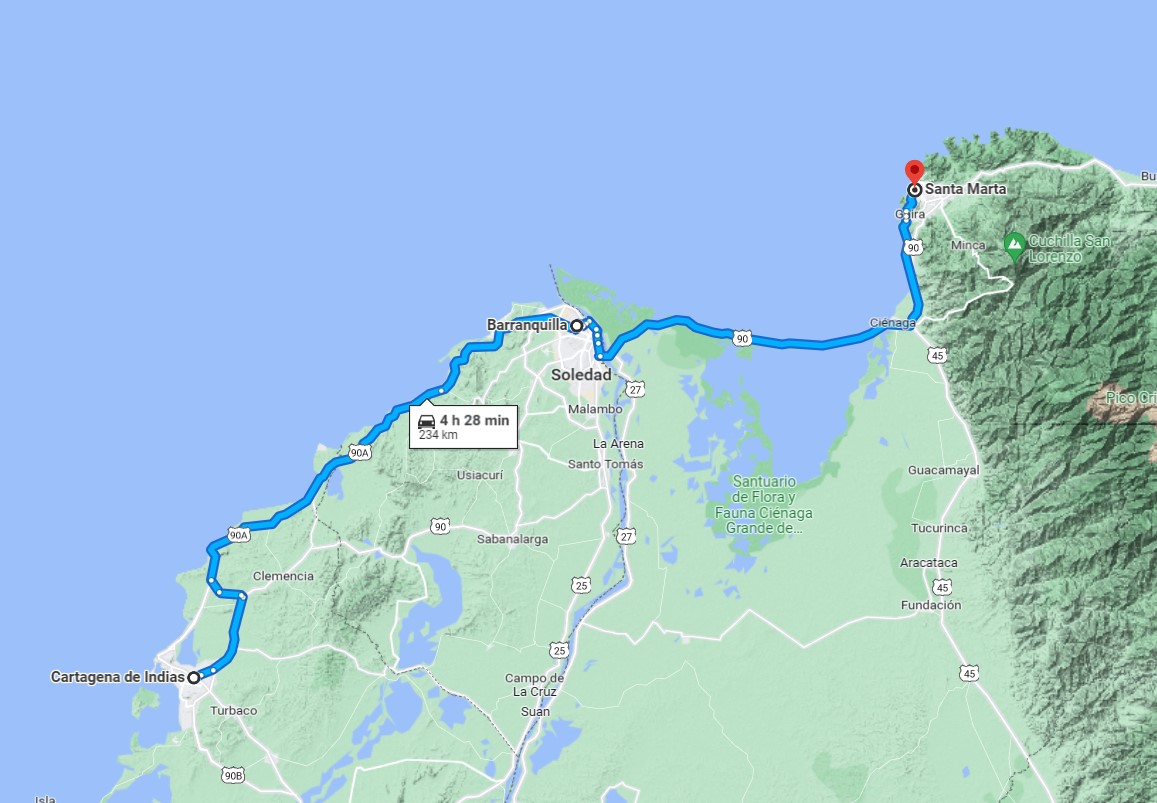 Bu
Santa Marta
Gaira
90
Minca
Cuchilla San
Lorenzo
Barranquilla
Ciénaga
90
45
Soledad
27
Pico Cri
Malambo
4 h 28 min
234 km
La Arena
90A
Santo Tomás
Usiacurí
Guacamayal
Santuario
de Flora y
Fauna Ciénaga
Grande de...
90
Tucurinca
90A
27
Sabanalarga
Aracataca
Clemencia
25
45
Fundación
25
Cartagena de Indias
Campo de
La Cruz
45
Turbaco
Suan
90B
Isla